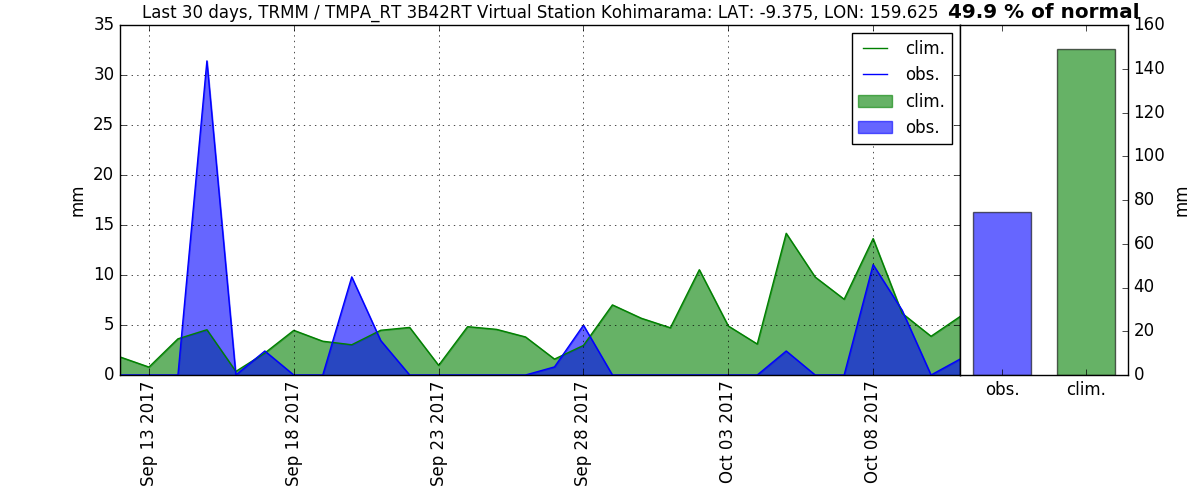 Last 30 days, TRMM / TMPA_RT 3B42RT Virtual Station Kohimarama: LAT: -9.375, LON: 159.625
49.9 % of normal
35
30
25
20
15
10
5
0
mm
clim.
obs.
clim.
obs.
Sep 13 2017
Sep 18 2017
Sep 23 2017
Sep 28 2017
Oct 03 2017
Oct 08 2017
160
140
120
100
80
60
40
20
0
mm
obs.
clim.